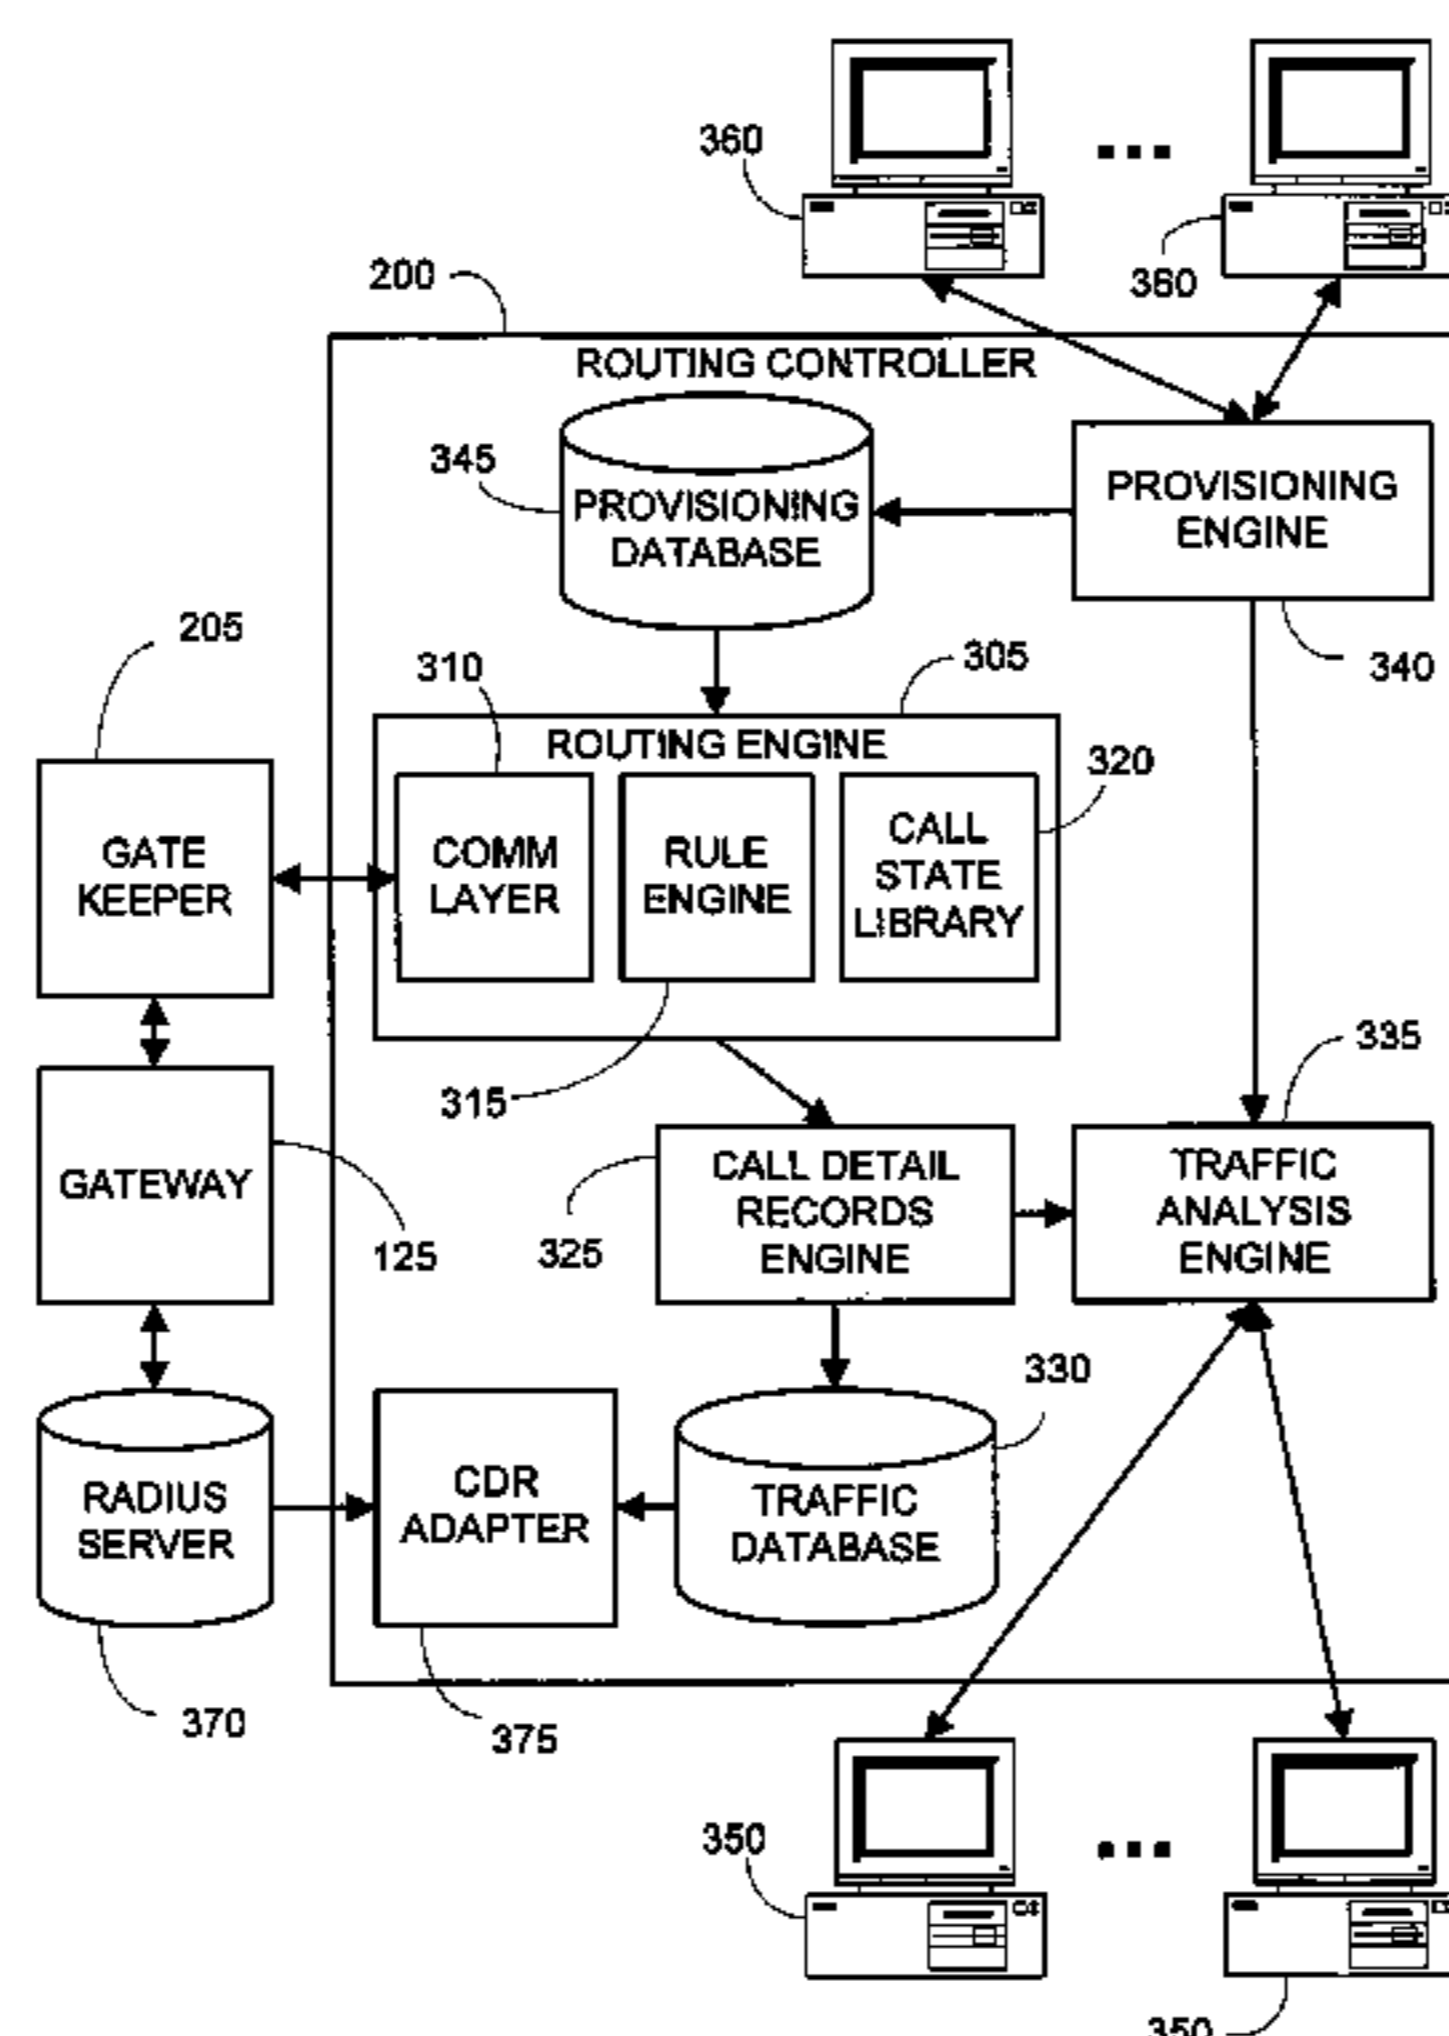 360
360
200
ROUTING CONTROLLER
345
PROVISIONING
DATABASE
PROVISIONING
ENGINE
340
205
310
305
ROUTING ENGINE
320
GATE
KEEPER
COMM
LAYER
RULE
ENGINE
CALL
STATE
LIBRARY
315
335
GATEWAY
125
325
CALL DETAIL
RECORDS
ENGINE
TRAFFIC
ANALYSIS
ENGINE
330
RADIUS
SERVER
CDR
ADAPTER
TRAFFIC
DATABASE
370
375
350
350